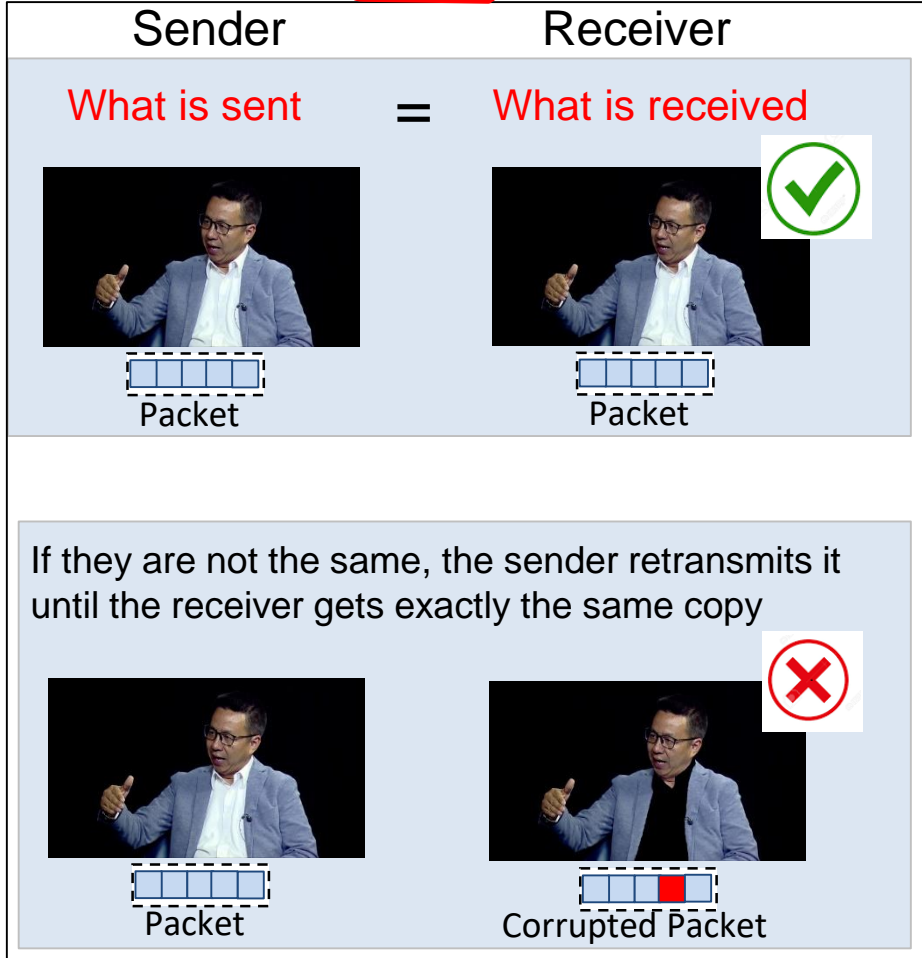 Sender Receiver
What is sent = What is received
Packet Packet
If they are not the same, the sender retransmits it
until the receiver gets exactly the same copy
Packet Corrupted Packet